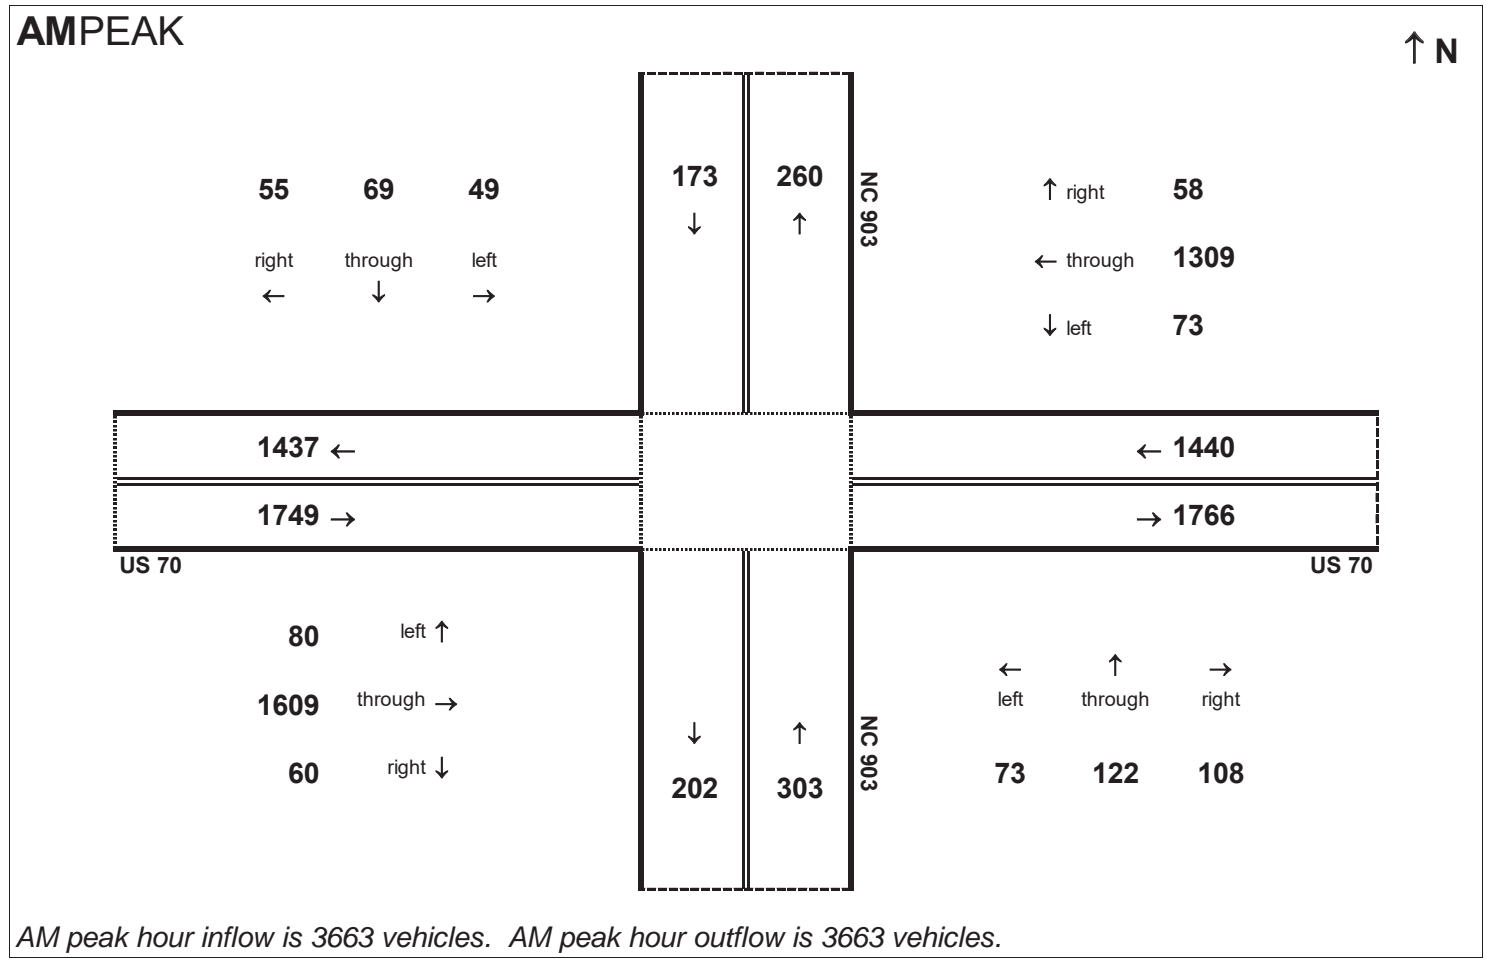 AMPEAK
↑ N
55 69 49
right through left
← ↓ →
173 260
↓ ↑
NC 903
↑ right 58
← through 1309
↓ left 73
1437 ←
1749 →
← 1440
→ 1766
US 70
US 70
80 left ↑
1609 through →
60 right ↓
↓ ↑
202 303
NC 903
← ↑ →
left through right
73 122 108
AM peak hour inflow is 3663 vehicles. AM peak hour outflow is 3663 vehicles.